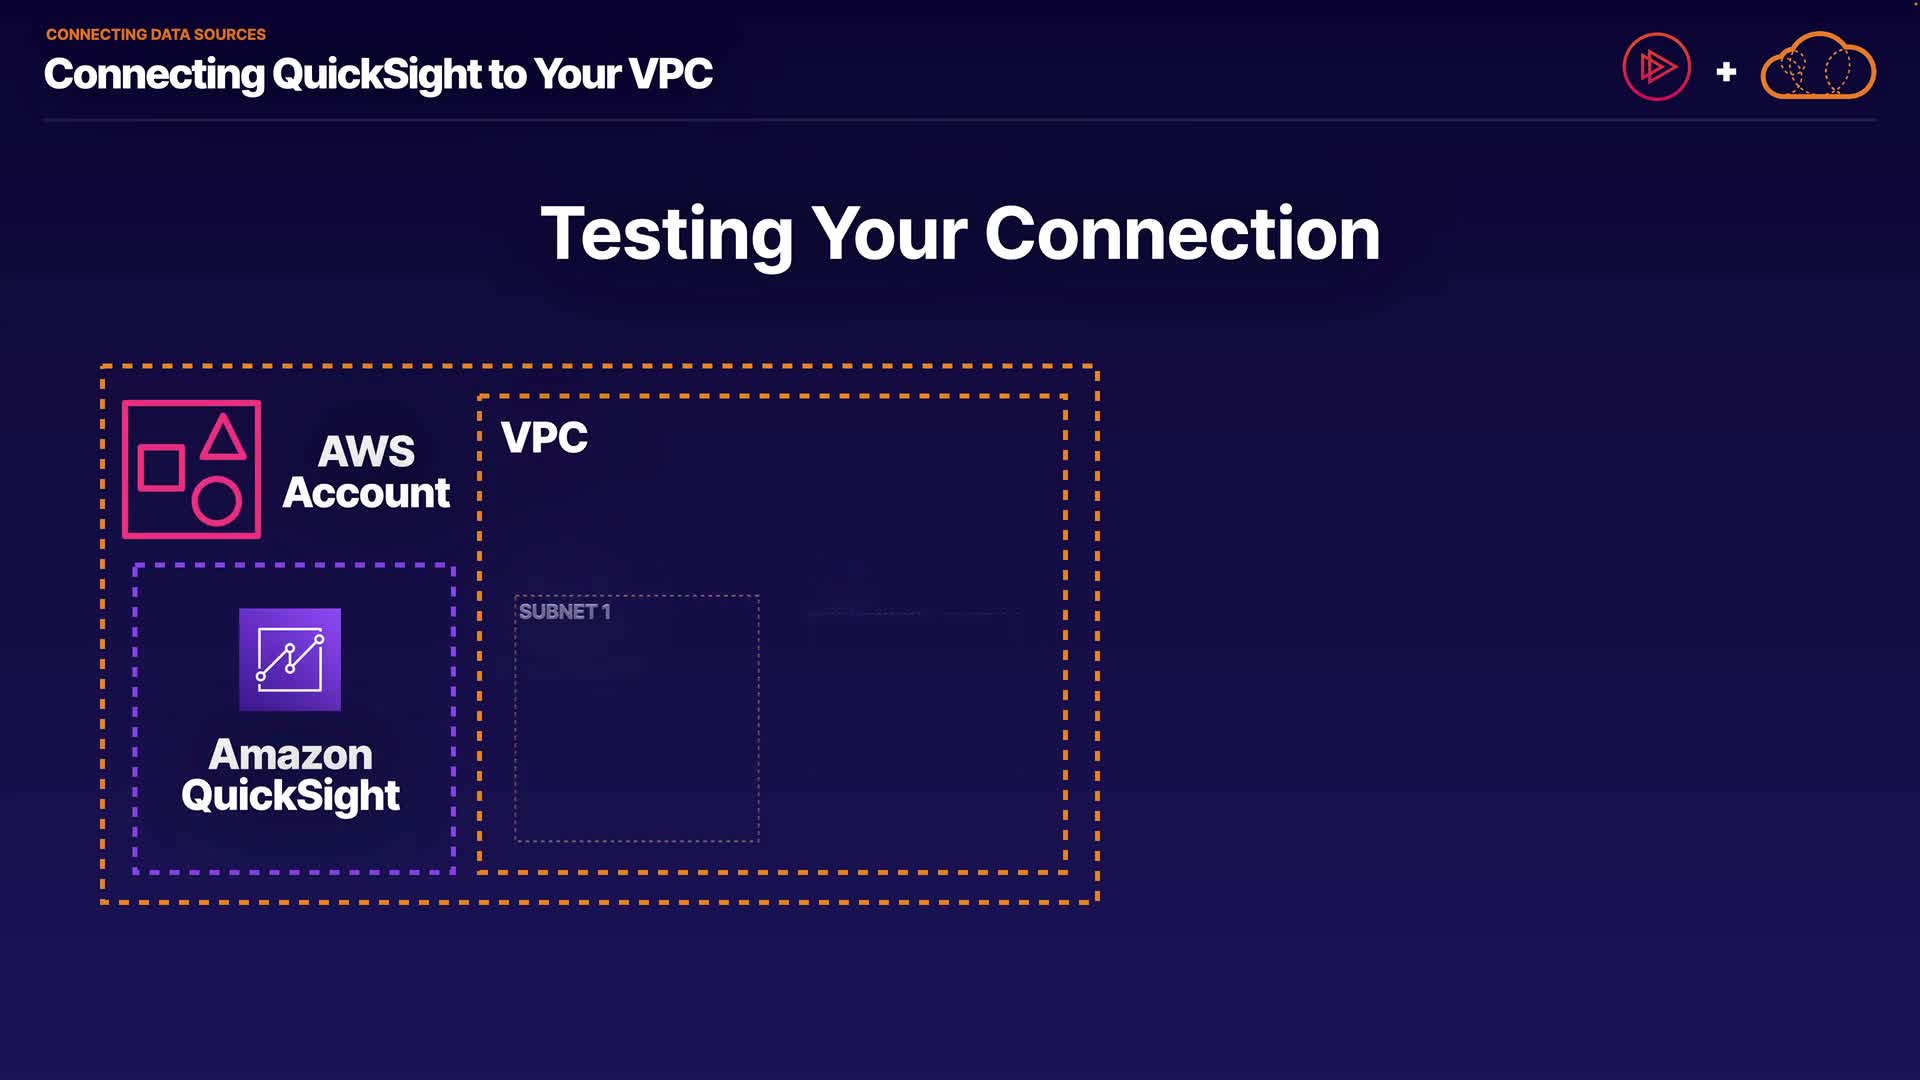 CONNECTING DATA SOURCES
Connecting QuickSight to Your VPC
Testing Your Connection
AWS
Account
VPC
SUBNET 1
Amazon
QuickSight